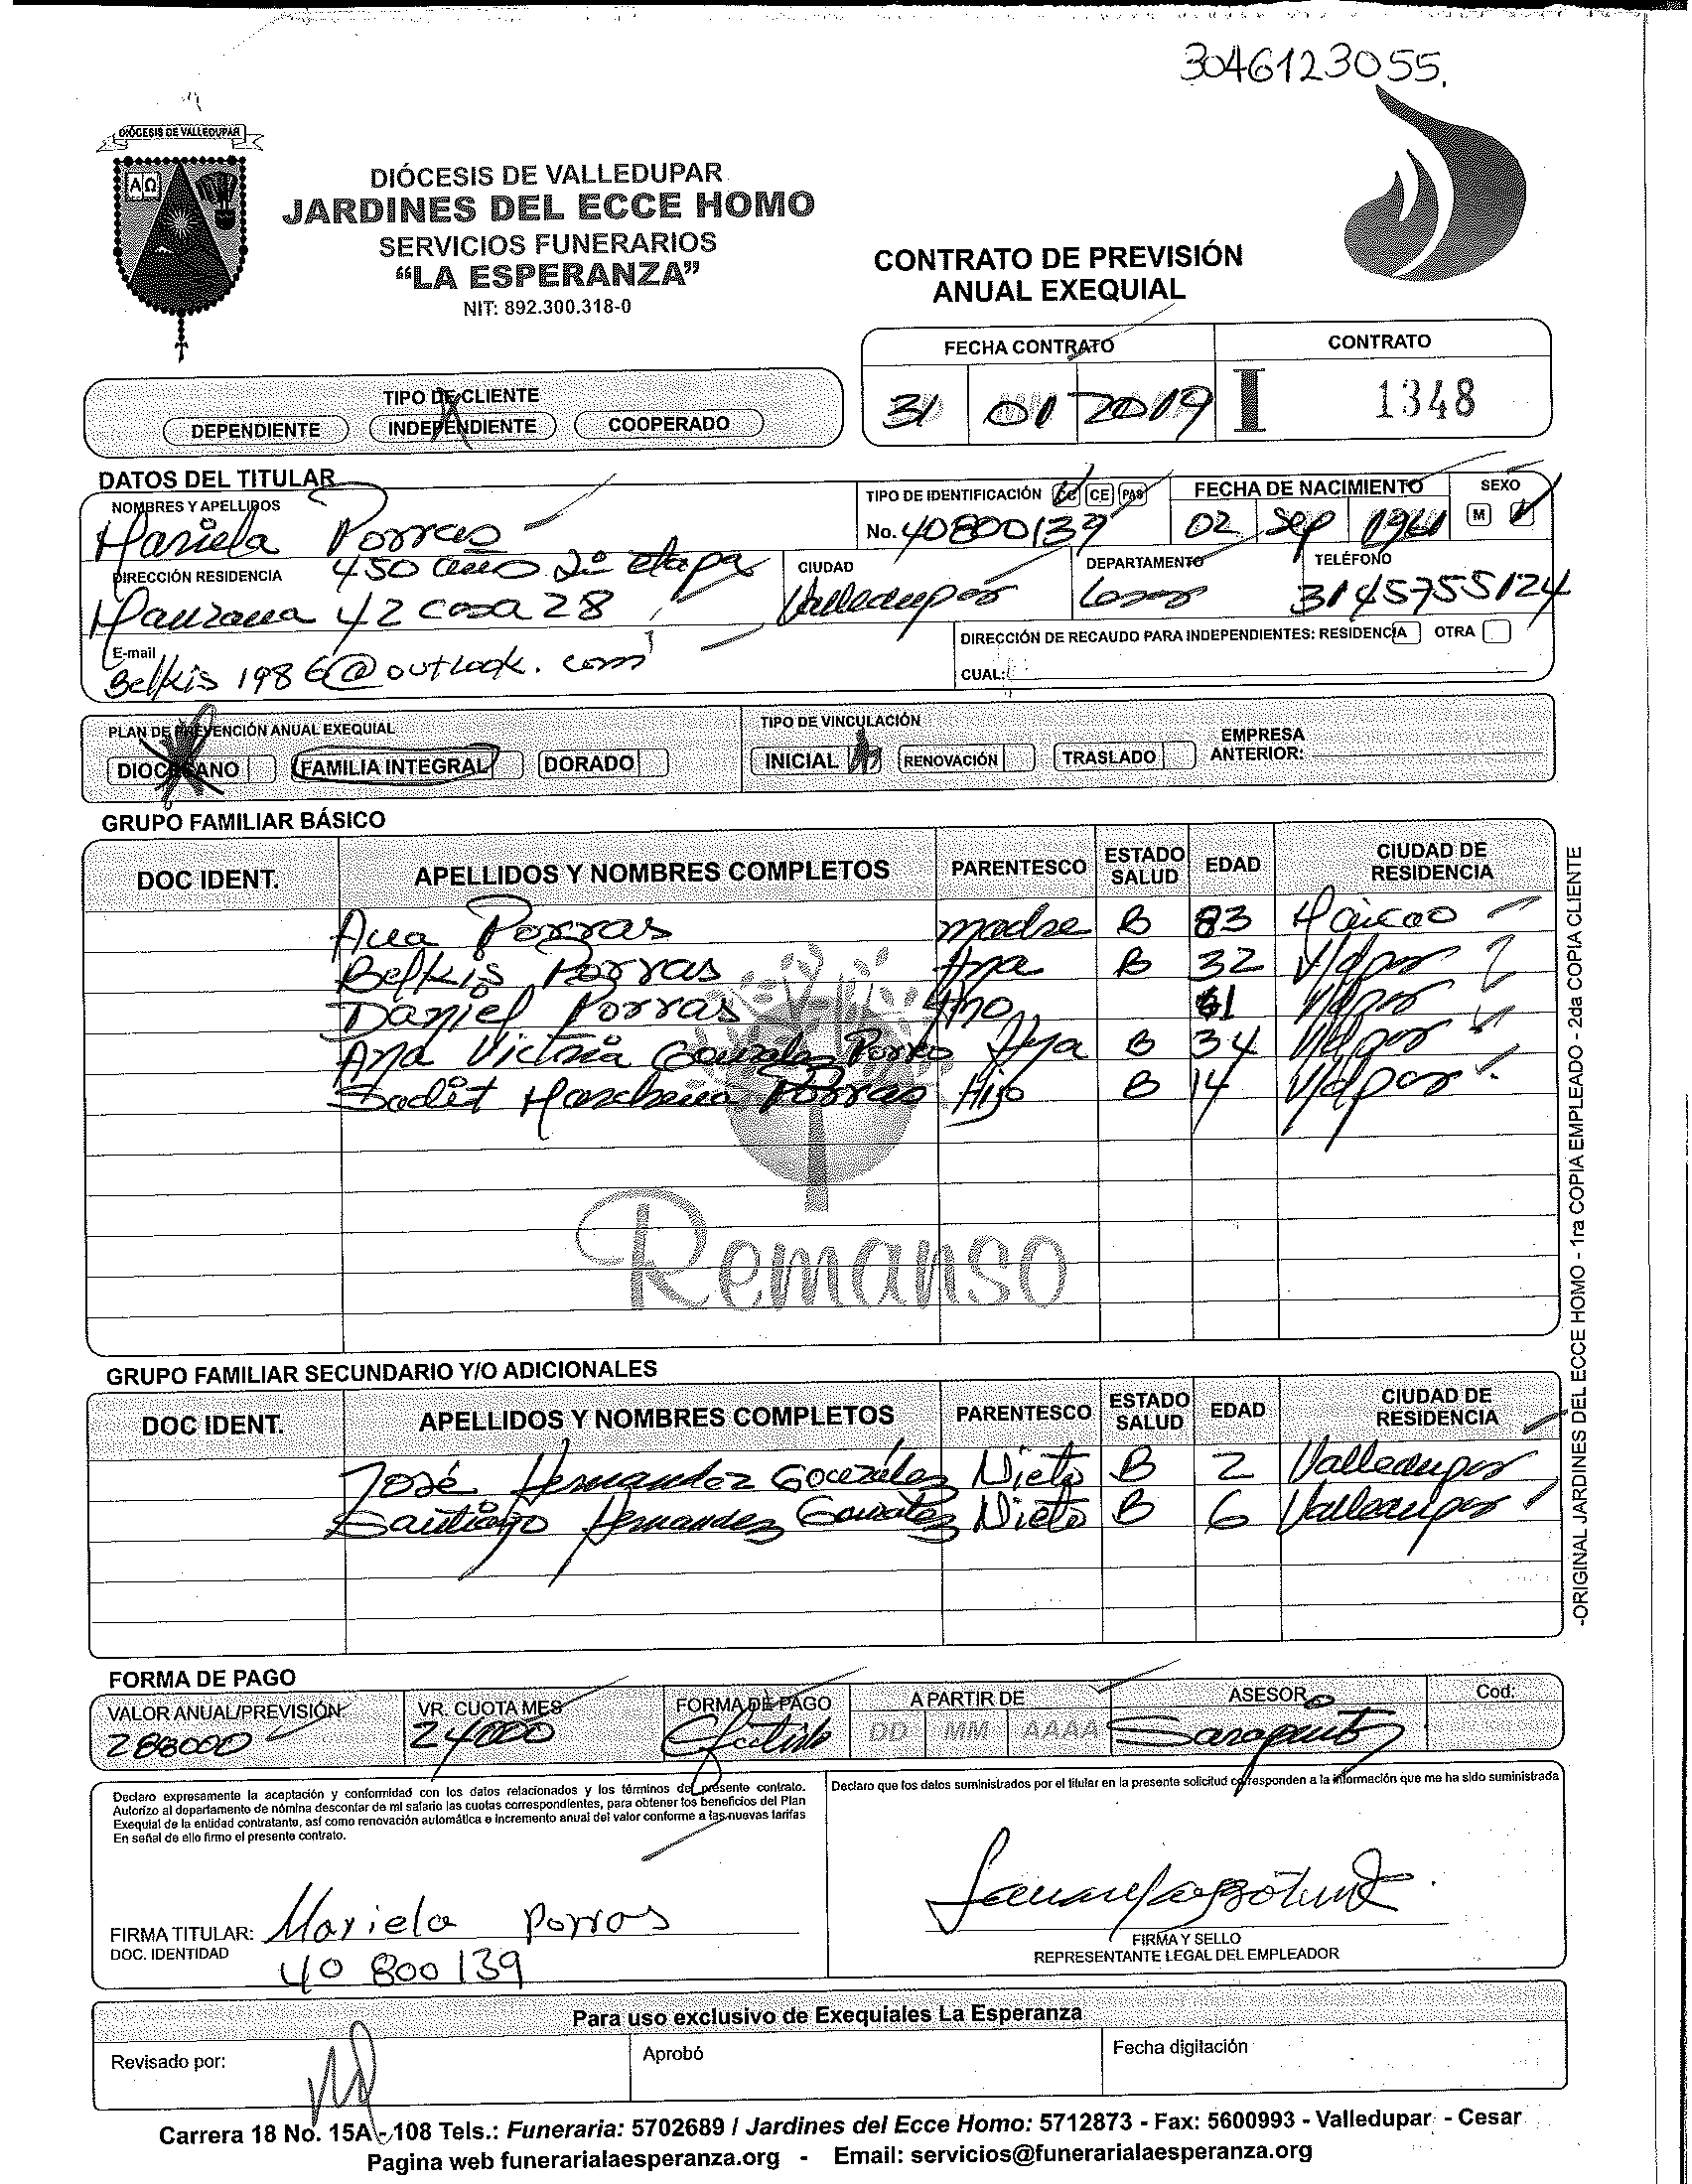 3046123055.
DIÓCESIS DE VALLEDUPAR
AΩ
DIÓCESIS DE VALLEDUPAR
JARDINES DEL ECCE HOMO
SERVICIOS FUNERARIOS
“LA ESPERANZA”
NIT: 892.300.318-0
CONTRATO DE PREVISIÓN
ANUAL EXEQUIAL
FECHA CONTRATO CONTRATO
31 01 2019 I 1348
TIPO DE CLIENTE
DEPENDIENTE INDEPENDIENTE COOPERADO
DATOS DEL TITULAR
NOMBRES Y APELLIDOS TIPO DE IDENTIFICACIÓN CC CE PAS FECHA DE NACIMIENTO SEXO
Mariela Porras No. 40800139 02 Sep 1961 M
450 años 2º etapa
DIRECCIÓN RESIDENCIA CIUDAD DEPARTAMENTO TELÉFONO
Manzana 42 casa 28 Valledupar Cesar 3145755124
DIRECCIÓN DE RECAUDO PARA INDEPENDIENTES: RESIDENCIA OTRA
E-mail
Belkis 1986@outlook.com CUAL:
PLAN DE PREVENCIÓN ANUAL EXEQUIAL TIPO DE VINCULACIÓN
DIOCESANO FAMILIA INTEGRAL DORADO INICIAL RENOVACIÓN TRASLADO EMPRESA ANTERIOR:
GRUPO FAMILIAR BÁSICO
DOC IDENT. APELLIDOS Y NOMBRES COMPLETOS PARENTESCO ESTADO SALUD EDAD CIUDAD DE RESIDENCIA
Ana Porras madre B 83 Maicao
Belkis Porras Hija B 32 V/dpar
Daniel Porras V/dpar
Ana Victoria Gonzalez Porras Hija B 34 V/dpar
Sadit Porras Hijo B 14 V/dpar
Remanso
GRUPO FAMILIAR SECUNDARIO Y/O ADICIONALES
DOC IDENT. APELLIDOS Y NOMBRES COMPLETOS PARENTESCO ESTADO SALUD EDAD CIUDAD DE RESIDENCIA
José Hernandez González Nieto B 2 Valledupar
Santiago Hernandez Gonzalez Nieto B 6 Valledupar
-ORIGINAL JARDINES DEL ECCE HOMO - 1ra COPIA EMPLEADO - 2da COPIA CLIENTE
FORMA DE PAGO
VALOR ANUAL/PREVISIÓN VR. CUOTA MES FORMA DE PAGO A PARTIR DE ASESOR Cod:
288000 24000 Efectivo DD MM AAAA
Declaro expresamente la aceptación y conformidad con los datos relacionados y los términos del presente contrato.
Autorizo al departamento de nómina descontar de mi salario las cuotas correspondientes, para obtener los beneficios del Plan
Exequial de la entidad contratante, así como renovación automática e incremento anual del valor conforme a las nuevas tarifas
En señal de ello firmo el presente contrato.
Declaro que los datos suministrados por el titular en la presente solicitud corresponden a la información que me ha sido suministrada
FIRMA TITULAR: Mariela Porras
DOC. IDENTIDAD
40 800 139
FIRMA Y SELLO
REPRESENTANTE LEGAL DEL EMPLEADOR
Para uso exclusivo de Exequiales La Esperanza
Revisado por: Aprobó Fecha digitación
Carrera 18 No. 15A - 108 Tels.: Funeraria: 5702689 / Jardines del Ecce Homo: 5712873 - Fax: 5600993 - Valledupar - Cesar
Pagina web funerarialaesperanza.org - Email: servicios@funerarialaesperanza.org